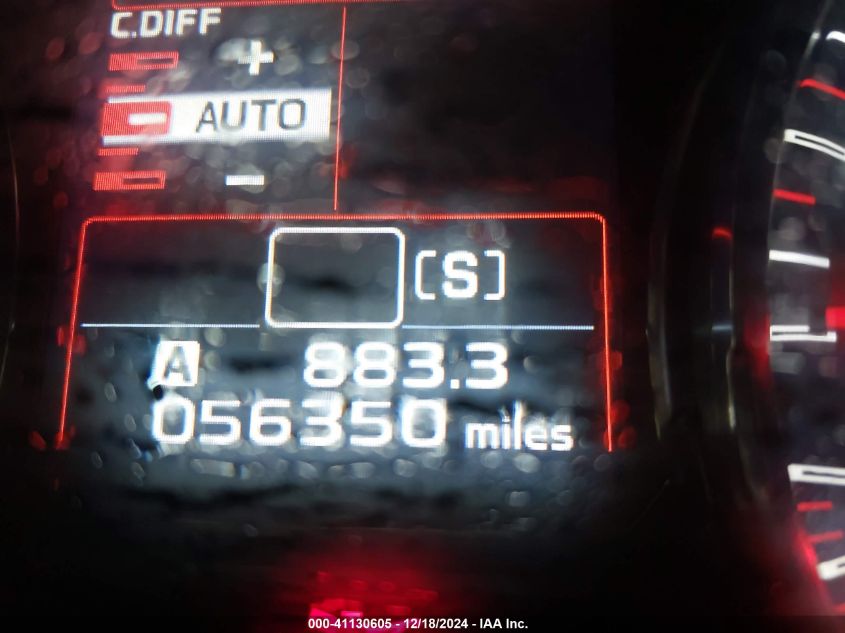 C.DIFF
+
AUTO
-
[S]
A 883.3
056350 miles
000-41130605 - 12/18/2024 - IAA Inc.